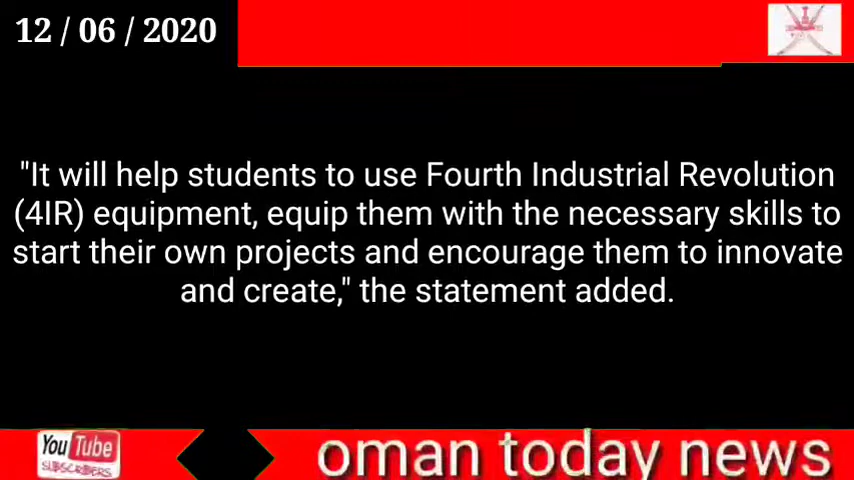 12 / 06 / 2020
"It will help students to use Fourth Industrial Revolution
(4IR) equipment, equip them with the necessary skills to
start their own projects and encourage them to innovate
and create," the statement added.
You Tube
SUBSCRIBERS
oman today news